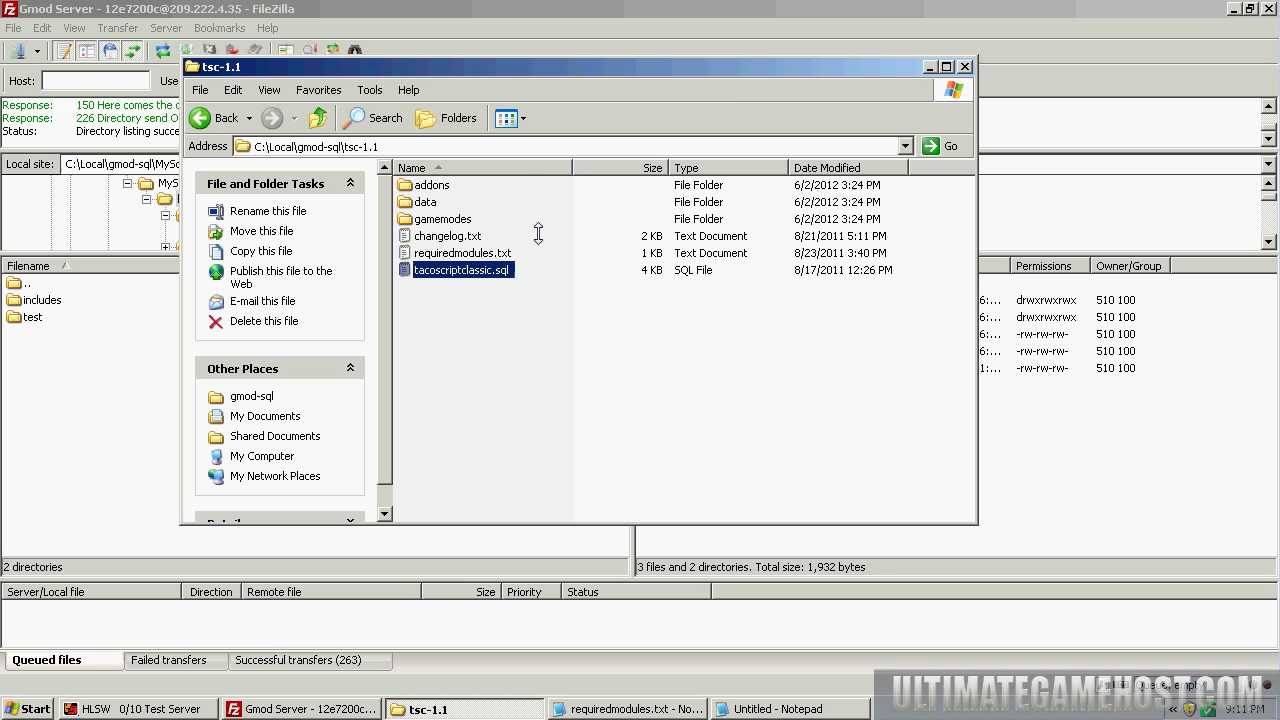 Gmod Server - 12e7200c@209.222.4.35 - FileZilla
File Edit View Transfer Server Bookmarks Help
Host: Use
Response: 150 Here comes the
Response: 226 Directory send O
Status: Directory listing succe
Local site: C:\Local\gmod-sql\MySc
MyS
Filename
..
includes
test
2 directories
tsc-1.1
File Edit View Favorites Tools Help
Back Search Folders
Address C:\Local\gmod-sql\tsc-1.1 Go
File and Folder Tasks
Rename this file
Move this file
Copy this file
Publish this file to the
Web
E-mail this file
Delete this file
Other Places
gmod-sql
My Documents
Shared Documents
My Computer
My Network Places
Name Size Type Date Modified
addons File Folder 6/2/2012 3:24 PM
data File Folder 6/2/2012 3:24 PM
gamemodes File Folder 6/2/2012 3:24 PM
changelog.txt 2 KB Text Document 8/21/2011 5:11 PM
requiredmodules.txt 1 KB Text Document 8/23/2011 3:40 PM
tacoscriptclassic.sql 4 KB SQL File 8/17/2011 12:26 PM
Permissions Owner/Group
6:... drwxrwxrwx 510 100
6:... drwxrwxrwx 510 100
6:... -rw-rw-rw- 510 100
6:... -rw-rw-rw- 510 100
1:... -rw-rw-rw- 510 100
3 files and 2 directories. Total size: 1,932 bytes
Server/Local file Direction Remote file Size Priority Status
Queued files Failed transfers Successful transfers (263)
Queue: empty
ULTIMATEGAMEHOST.COM
Start HLSW 0/10 Test Server Gmod Server - 12e7200c... tsc-1.1 requiredmodules.txt - No... Untitled - Notepad 9:11 PM